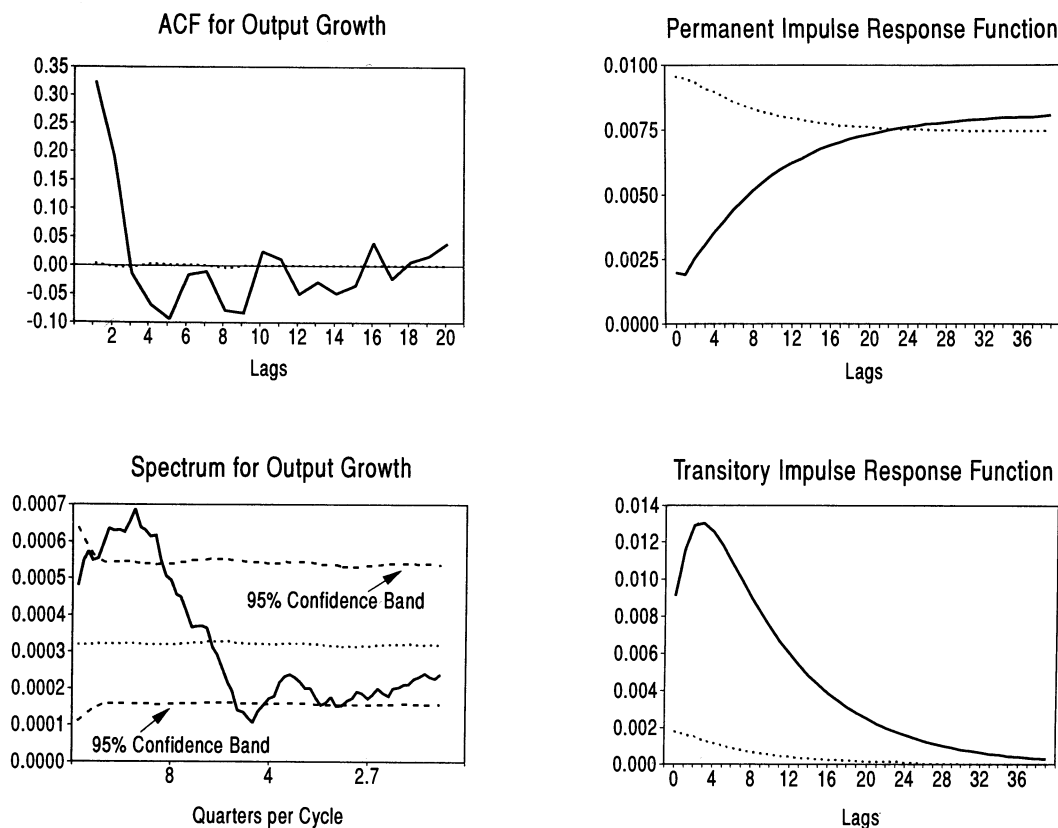 ACF for Output Growth
0.35
0.30
0.25
0.20
0.15
0.10
0.05
0.00
-0.05
-0.10
2 4 6 8 10 12 14 16 18 20
Lags
Permanent Impulse Response Function
0.0100
0.0075
0.0050
0.0025
0.0000
0 4 8 12 16 20 24 28 32 36
Lags
Spectrum for Output Growth
0.0007
0.0006
0.0005
0.0004
0.0003
0.0002
0.0001
0.0000
95% Confidence Band
95% Confidence Band
8 4 2.7
Quarters per Cycle
Transitory Impulse Response Function
0.014
0.012
0.010
0.008
0.006
0.004
0.002
0.000
0 4 8 12 16 20 24 28 32 36
Lags